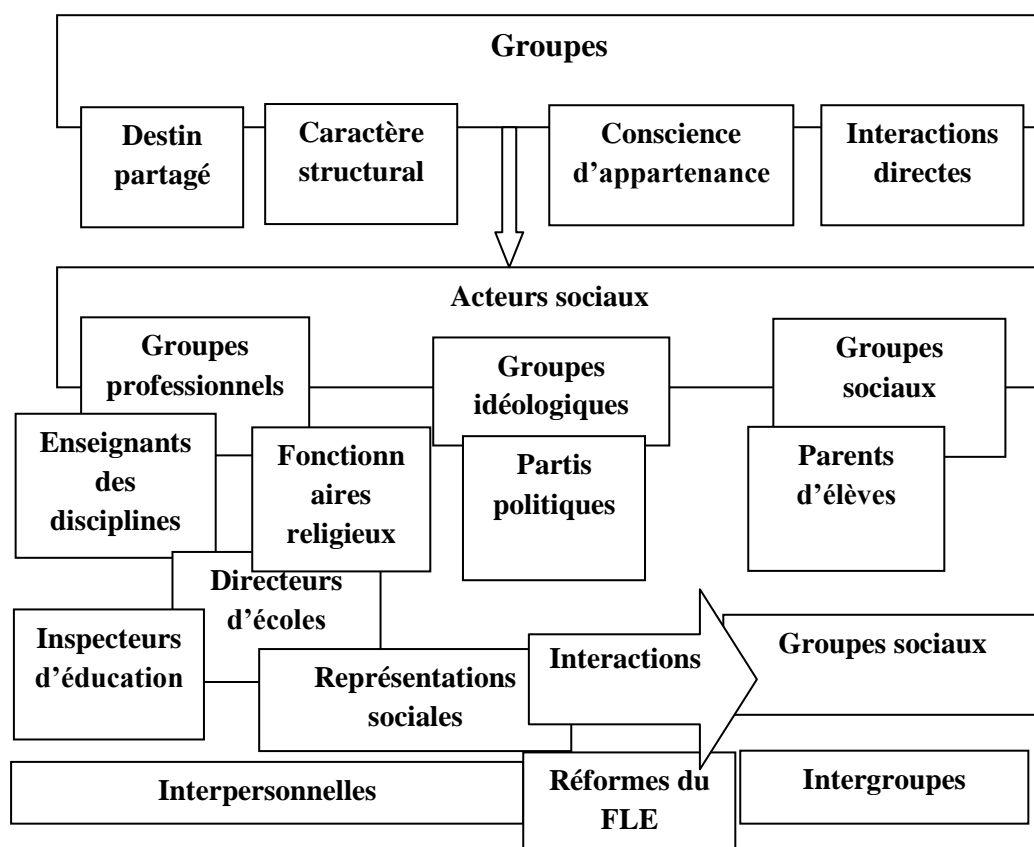 Groupes
Destin
partagé
Caractère
structural
Conscience
d'appartenance
Interactions
directes
Acteurs sociaux
Groupes
professionnels
Groupes
idéologiques
Groupes
sociaux
Enseignants
des
disciplines
Fonctionn
aires
religieux
Partis
politiques
Parents
d'élèves
Directeurs
d'écoles
Inspecteurs
d'éducation
Représentations
sociales
Interactions
Groupes sociaux
Interpersonnelles
Réformes du
FLE
Intergroupes